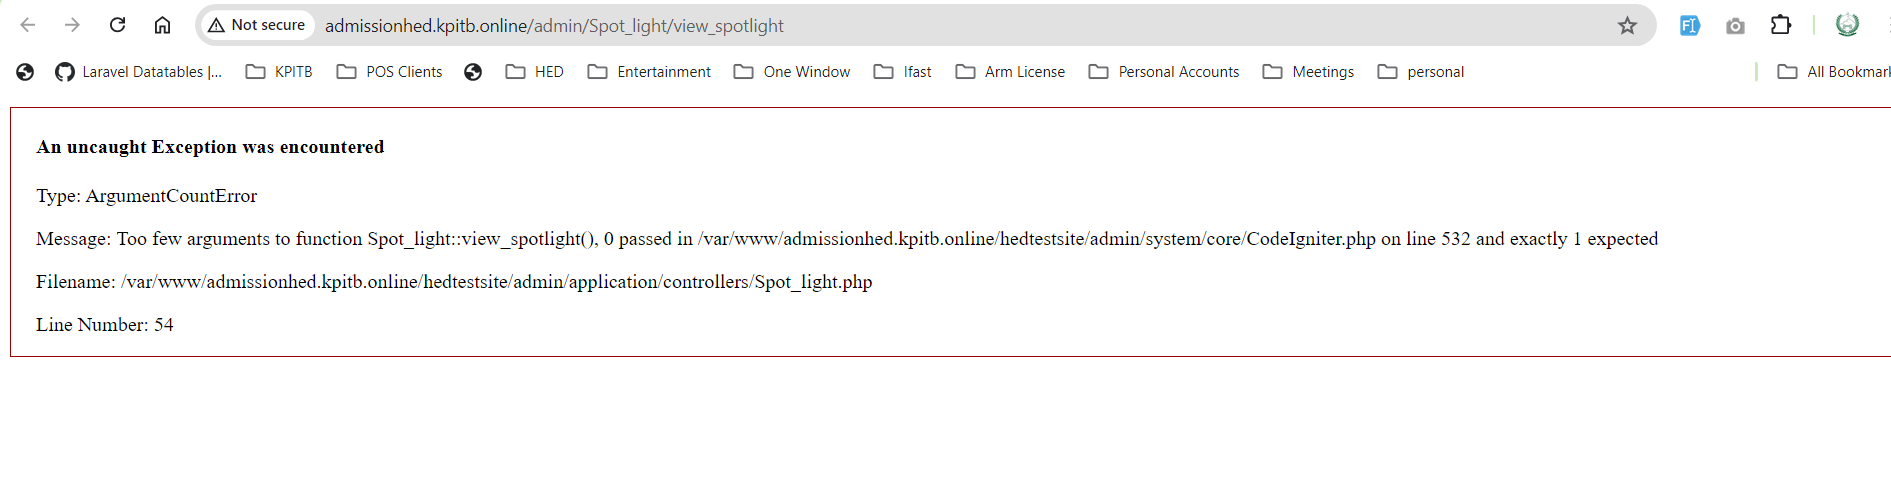 Not secure admissionhed.kpitb.online/admin/Spot_light/view_spotlight
Laravel Datatables |... KPITB POS Clients HED Entertainment One Window Ifast Arm License Personal Accounts Meetings personal All Bookmark
An uncaught Exception was encountered
Type: ArgumentCountError
Message: Too few arguments to function Spot_light::view_spotlight(), 0 passed in /var/www/admissionhed.kpitb.online/hedtestsite/admin/system/core/CodeIgniter.php on line 532 and exactly 1 expected
Filename: /var/www/admissionhed.kpitb.online/hedtestsite/admin/application/controllers/Spot_light.php
Line Number: 54